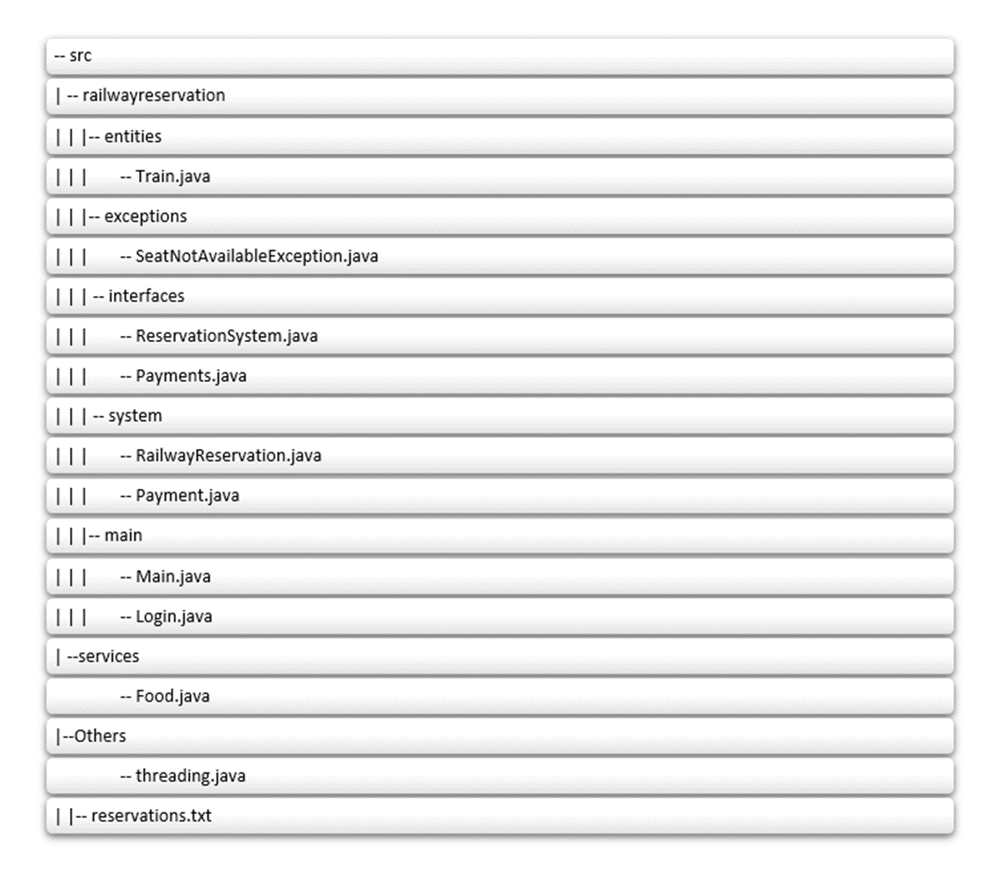 -- src
| -- railwayreservation
| | |-- entities
| | |       -- Train.java
| | |-- exceptions
| | |       -- SeatNotAvailableException.java
| | | -- interfaces
| | |       -- ReservationSystem.java
| | |       -- Payments.java
| | | -- system
| | |       -- RailwayReservation.java
| | |       -- Payment.java
| | |-- main
| | |       -- Main.java
| | |       -- Login.java
| --services
-- Food.java
|--Others
-- threading.java
| |-- reservations.txt